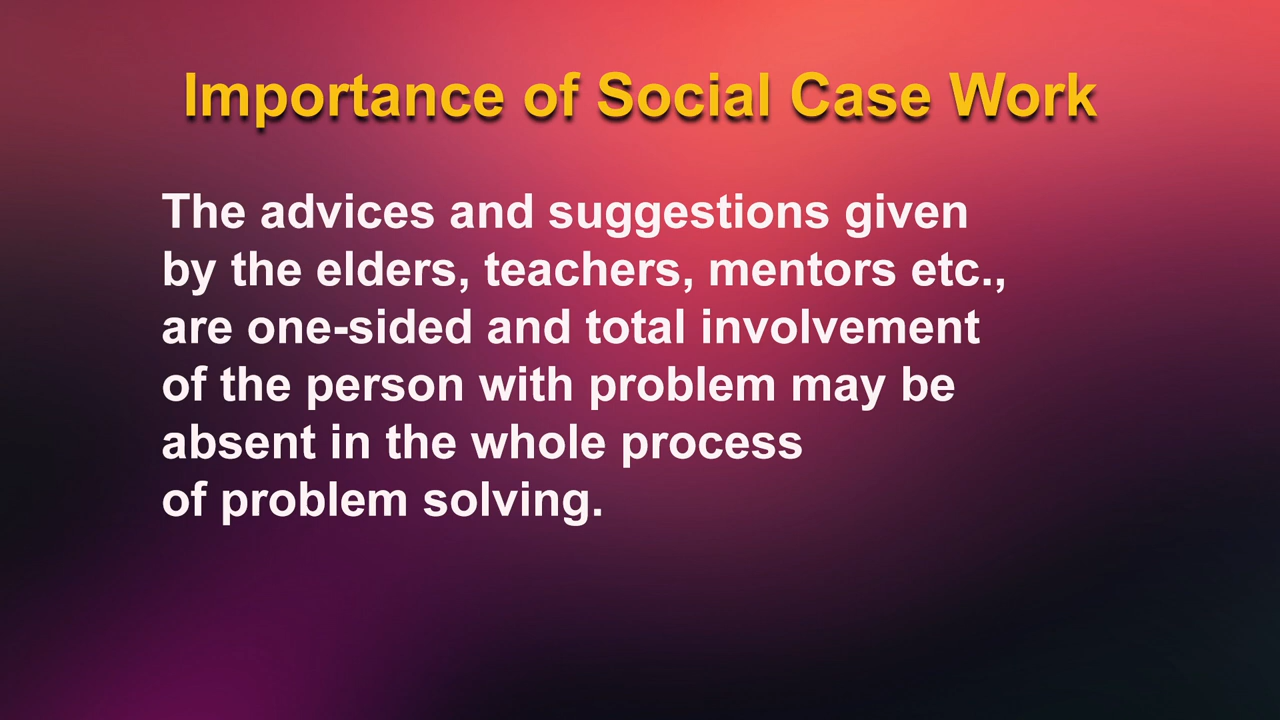 Importance of Social Case Work
The advices and suggestions given
by the elders, teachers, mentors etc.,
are one-sided and total involvement
of the person with problem may be
absent in the whole process
of problem solving.